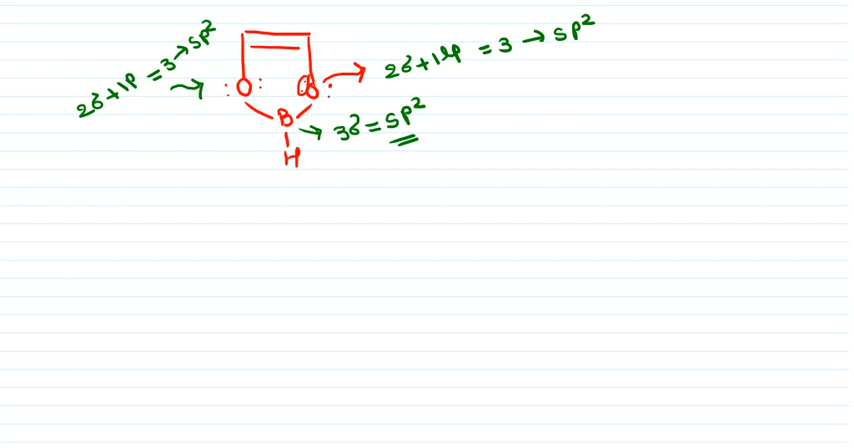 2σ+1p = 3 → sp²
2σ+1lp = 3 → sp²
:O:
:O:
B
→ 3σ = sp²
H